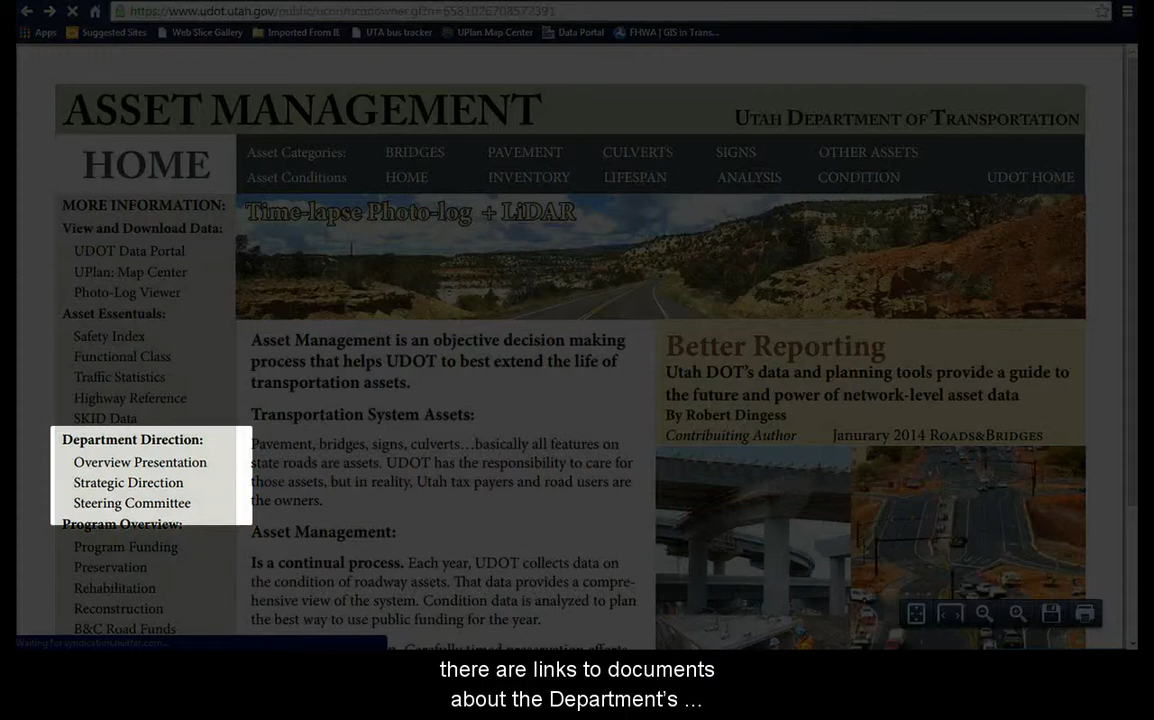 https://www.udot.utah.gov/public/ucon/uconowner.gf?n=6581026708572391
Apps Suggested Sites Web Slice Gallery Imported From IE UTA bus tracker UPlan Map Center Data Portal FHWA | GIS in Trans...
ASSET MANAGEMENT
UTAH DEPARTMENT OF TRANSPORTATION
HOME
Asset Categories: BRIDGES PAVEMENT CULVERTS SIGNS OTHER ASSETS
Asset Conditions HOME INVENTORY LIFESPAN ANALYSIS CONDITION UDOT HOME
MORE INFORMATION:
View and Download Data:
UDOT Data Portal
UPlan: Map Center
Photo-Log Viewer
Asset Essentuals:
Safety Index
Functional Class
Traffic Statistics
Highway Reference
SKID Data
Department Direction:
Overview Presentation
Strategic Direction
Steering Committee
Program Overview:
Program Funding
Preservation
Rehabilitation
Reconstruction
B&C Road Funds
Time-lapse Photo-log + LiDAR
Asset Management is an objective decision making
process that helps UDOT to best extend the life of
transportation assets.
Transportation System Assets:
Pavement, bridges, signs, culverts…basically all features on
state roads are assets. UDOT has the responsibility to care for
those assets, but in reality, Utah tax payers and road users are
the owners.
Asset Management:
Is a continual process. Each year, UDOT collects data on
the condition of roadway assets. That data provides a compre-
hensive view of the system. Condition data is analyzed to plan
the best way to use public funding for the year.
Carefully timed preservation efforts
Better Reporting
Utah DOT's data and planning tools provide a guide to
the future and power of network-level asset data
By Robert Dingess
Contribuiting Author Janurary 2014 ROADS&BRIDGES
Waiting for syndication.twitter.com...
there are links to documents
about the Department's ...